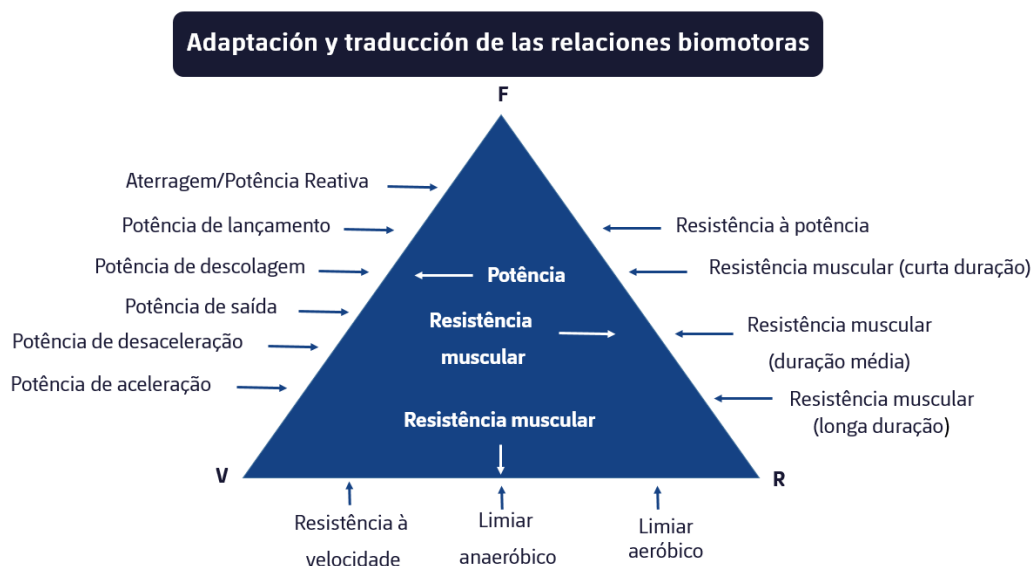 Adaptación y traducción de las relaciones biomotoras
F
Aterragem/Potência Reativa
Potência de lançamento
Potência de descolagem
Potência de saída
Potência de desaceleração
Potência de aceleração
Potência
Resistência
muscular
Resistência muscular
Resistência à potência
Resistência muscular (curta duração)
Resistência muscular
(duração média)
Resistência muscular
(longa duração)
V
R
Resistência à
velocidade
Limiar
anaeróbico
Limiar
aeróbico